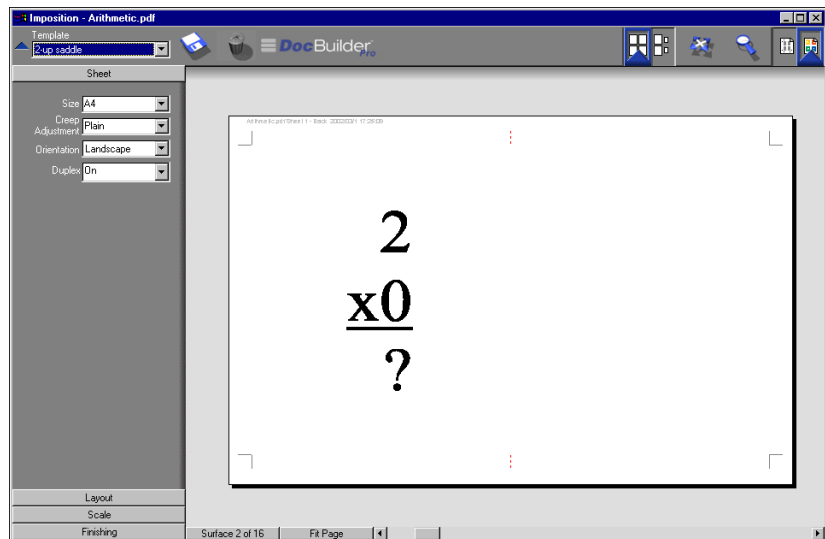 Imposition - Arithmetic.pdf
Template
2-up saddle
DocBuilder Pro
Sheet
Size A4
Creep Adjustment Plain
Orientation Landscape
Duplex On
2
x0
?
Layout
Scale
Finishing
Surface 2 of 16
Fit Page